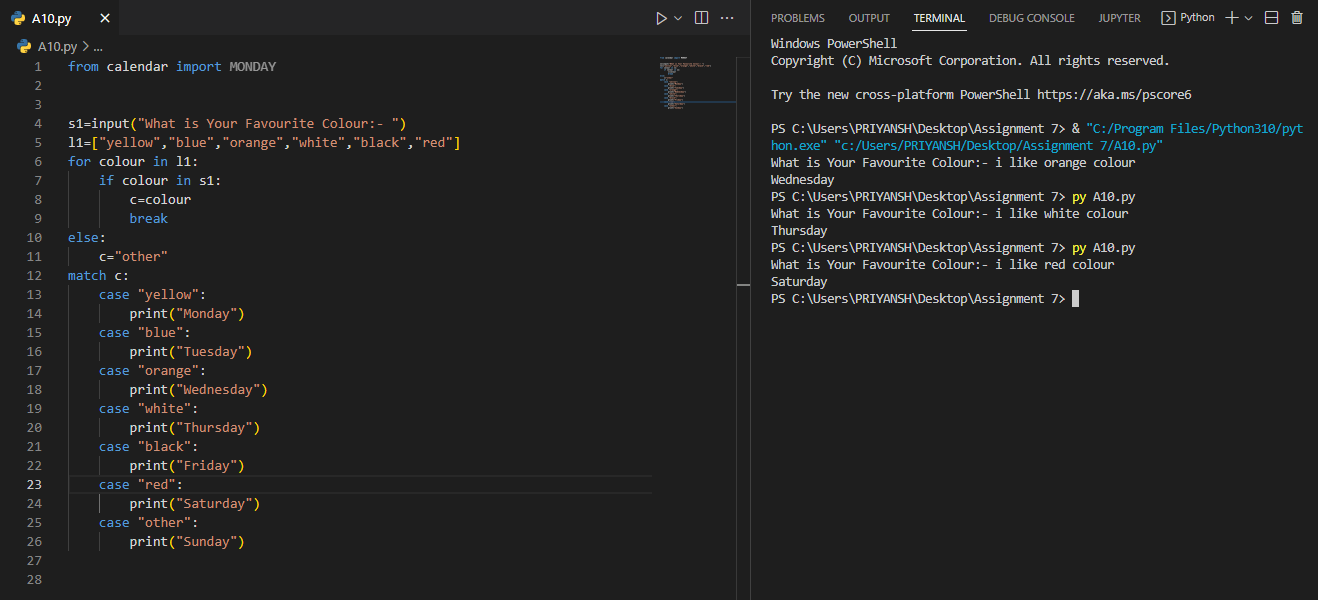 A10.py
A10.py > ...
1 from calendar import MONDAY
2
3
4 s1=input("What is Your Favourite Colour:- ")
5 l1=["yellow","blue","orange","white","black","red"]
6 for colour in l1:
7 if colour in s1:
8 c=colour
9 break
10 else:
11 c="other"
12 match c:
13 case "yellow":
14 print("Monday")
15 case "blue":
16 print("Tuesday")
17 case "orange":
18 print("Wednesday")
19 case "white":
20 print("Thursday")
21 case "black":
22 print("Friday")
23 case "red":
24 print("Saturday")
25 case "other":
26 print("Sunday")
27
28
PROBLEMS OUTPUT TERMINAL DEBUG CONSOLE JUPYTER Python
Windows PowerShell
Copyright (C) Microsoft Corporation. All rights reserved.
Try the new cross-platform PowerShell https://aka.ms/pscore6
PS C:\Users\PRIYANSH\Desktop\Assignment 7> & "C:/Program Files/Python310/pyt
hon.exe" "c:/Users/PRIYANSH/Desktop/Assignment 7/A10.py"
What is Your Favourite Colour:- i like orange colour
Wednesday
PS C:\Users\PRIYANSH\Desktop\Assignment 7> py A10.py
What is Your Favourite Colour:- i like white colour
Thursday
PS C:\Users\PRIYANSH\Desktop\Assignment 7> py A10.py
What is Your Favourite Colour:- i like red colour
Saturday
PS C:\Users\PRIYANSH\Desktop\Assignment 7>